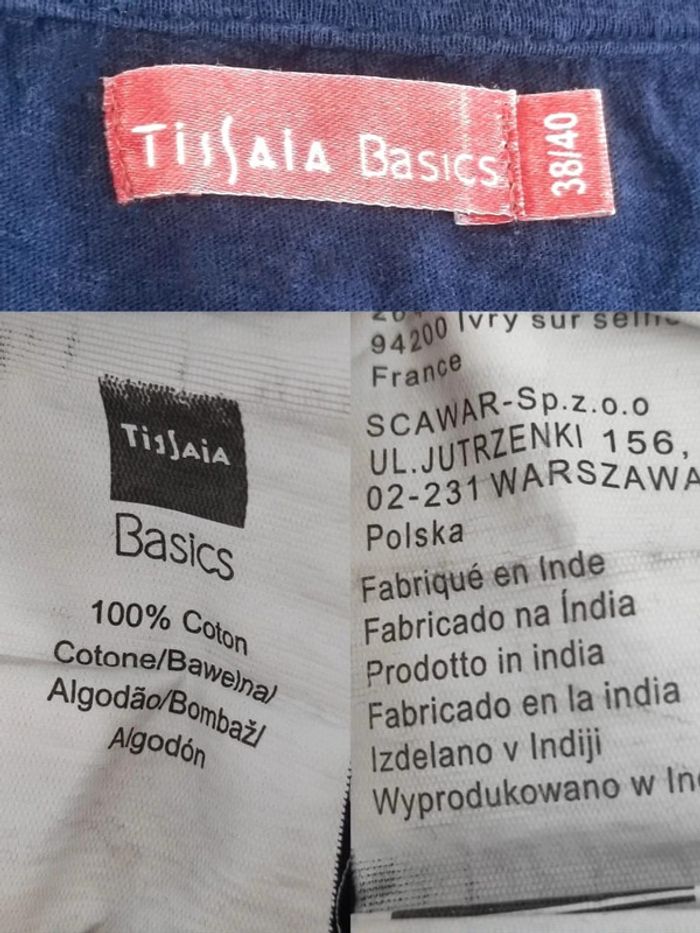 Tissaia Basics
38/40
Tissaia
Basics
100% Coton
Cotone/Bawełna/
Algodão/Bombaž/
Algodón
94200 Ivry sur seine
France
SCAWAR-Sp.z.o.o
UL.JUTRZENKI 156,
02-231 WARSZAWA
Polska
Fabriqué en Inde
Fabricado na Índia
Prodotto in india
Fabricado en la india
Izdelano v Indiji
Wyprodukowano w